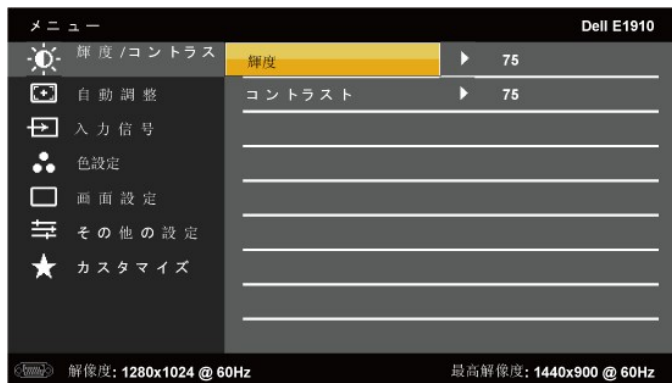 メニュー
Dell E1910
輝度/コントラス
輝度
75
自動調整
コントラスト
75
入力信号
色設定
画面設定
その他の設定
カスタマイズ
解像度: 1280x1024 @ 60Hz
最高解像度: 1440x900 @ 60Hz